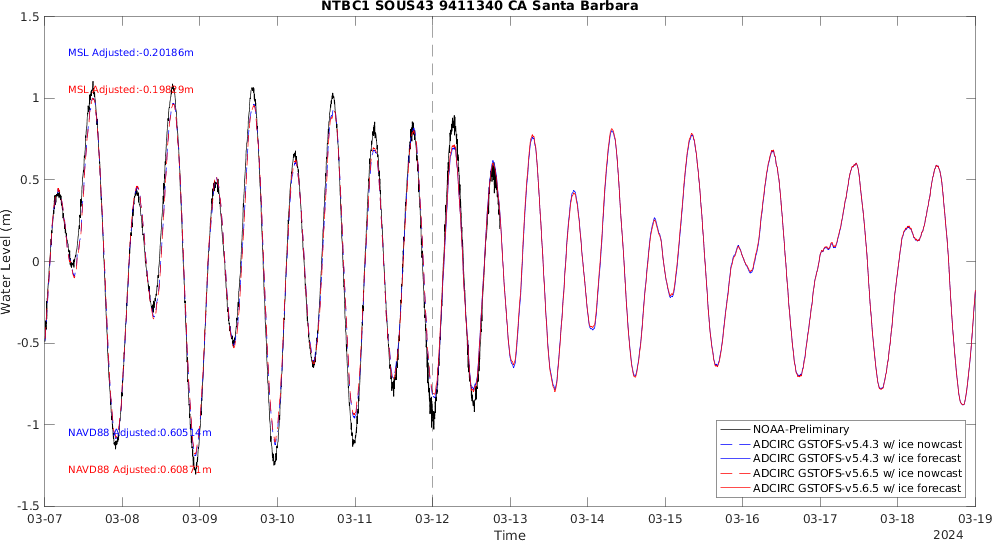 NTBC1 SOUS43 9411340 CA Santa Barbara
1.5
1
0.5
0
-0.5
-1
-1.5
Water Level (m)
MSL Adjusted:-0.20186m
NAVD88 Adjusted:0.60514m
03-07
03-08
03-09
03-10
03-11
03-12
03-13
03-14
03-15
03-16
03-17
03-18
03-19
Time
2024
NOAA-Preliminary
ADCIRC GSTOFS-v5.4.3 w/ ice nowcast
ADCIRC GSTOFS-v5.4.3 w/ ice forecast
ADCIRC GSTOFS-v5.6.5 w/ ice nowcast
ADCIRC GSTOFS-v5.6.5 w/ ice forecast